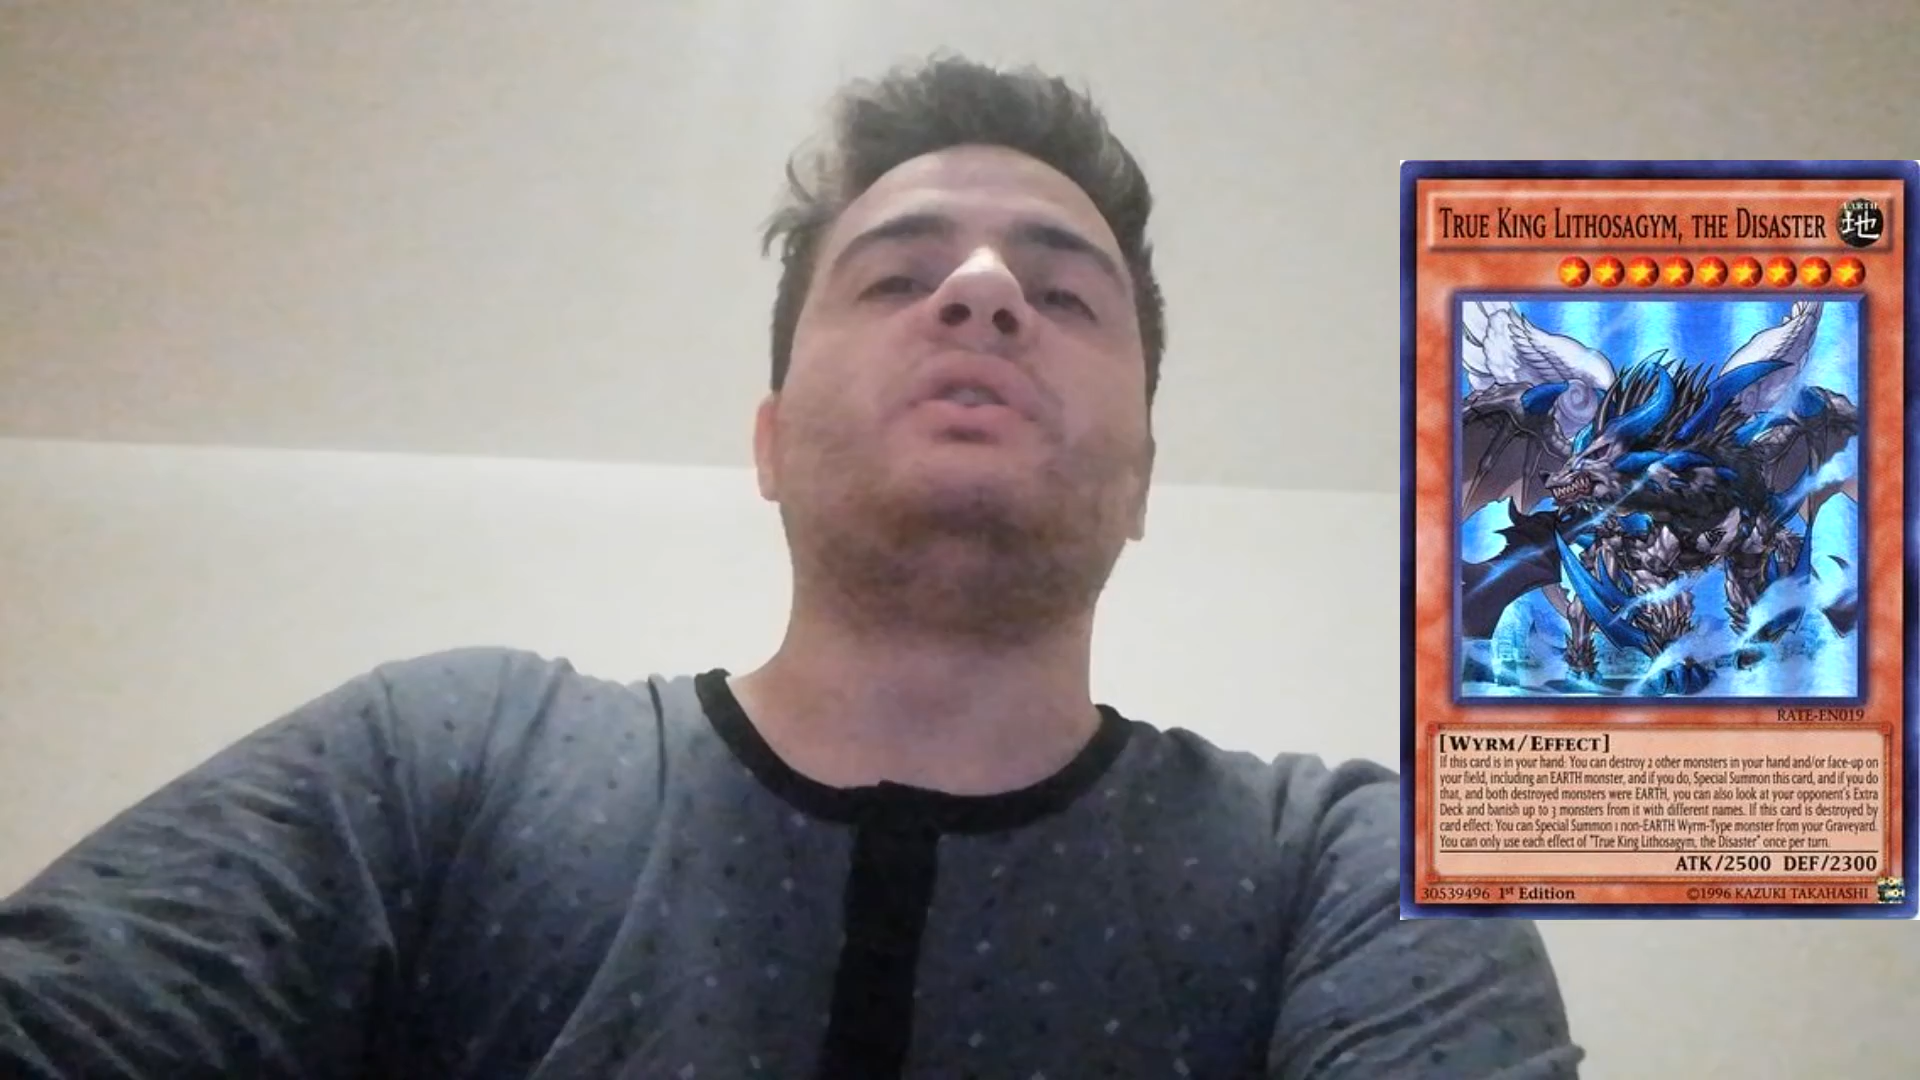 TRUE KING LITHOSAGYM, THE DISASTER
EARTH
地
RATE-EN019
[WYRM/EFFECT]
If this card is in your hand: You can destroy 2 other monsters in your hand and/or face-up on
your field, including an EARTH monster, and if you do, Special Summon this card, and if you do
that, and both destroyed monsters were EARTH, you can also look at your opponent's Extra
Deck and banish up to 3 monsters from it with different names. If this card is destroyed by
card effect: You can Special Summon 1 non-EARTH Wyrm-Type monster from your Graveyard.
You can only use each effect of "True King Lithosagym, the Disaster" once per turn.
ATK/2500 DEF/2300
30539496 1st Edition ©1996 KAZUKI TAKAHASHI